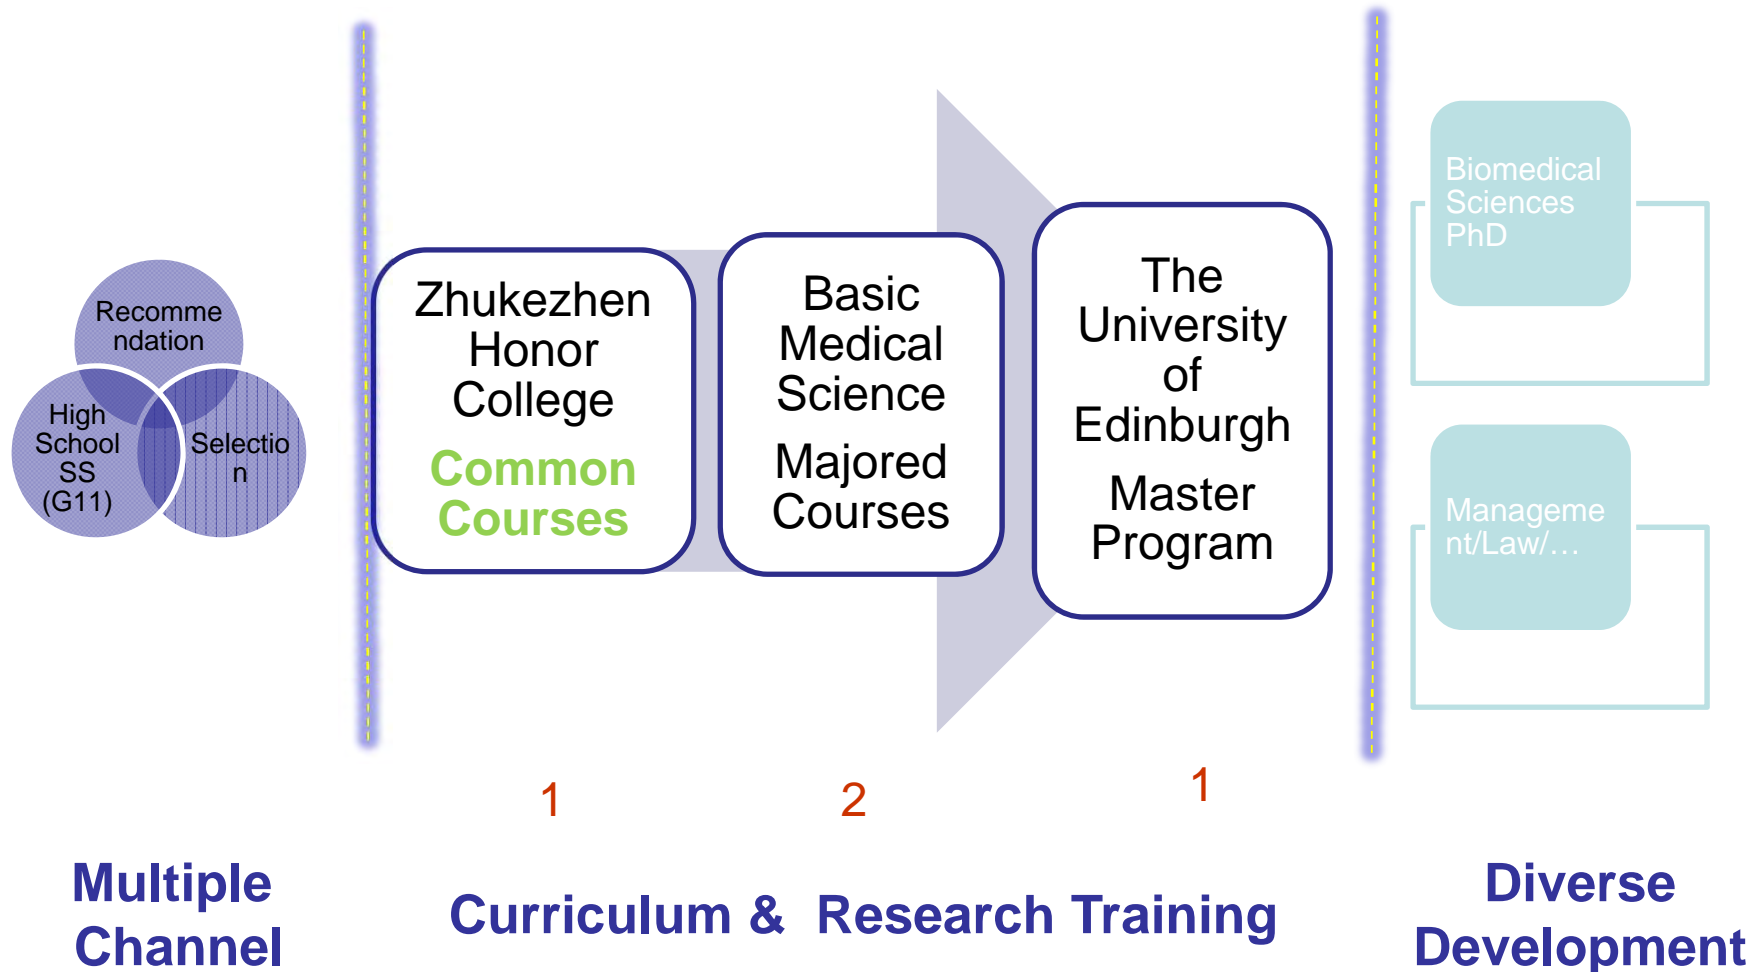 Recomme
ndation
High
School
SS
(G11)
Selectio
n
Zhukezhen
Honor
College
Common
Courses
Basic
Medical
Science
Majored
Courses
The
University
of
Edinburgh
Master
Program
Biomedical
Sciences
PhD
Manageme
nt/Law/…
1
2
1
Multiple
Channel
Curriculum & Research Training
Diverse
Development